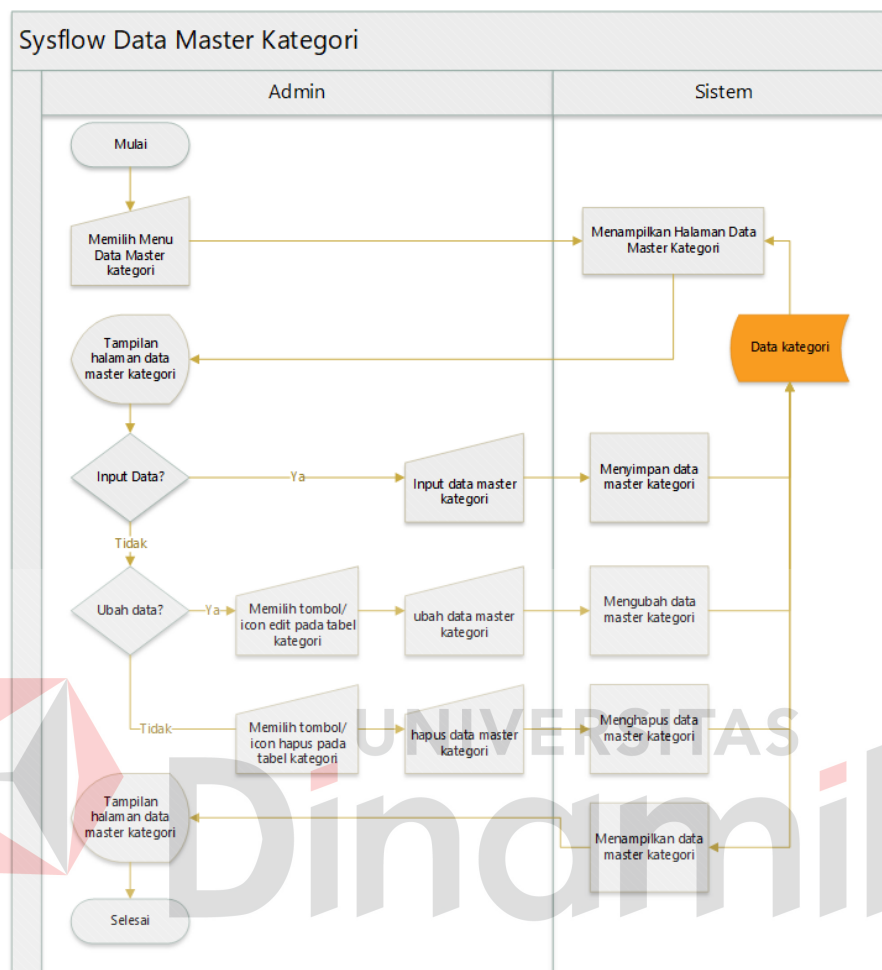 Sysflow Data Master Kategori
Admin
Sistem
Mulai
Memilih Menu
Data Master
kategori
Menampilkan Halaman Data
Master Kategori
Tampilan
halaman data
master kategori
Data kategori
Input Data?
Ya
Input data master
kategori
Menyimpan data
master kategori
Tidak
Ubah data?
Ya
Memilih tombol/
icon edit pada tabel
kategori
ubah data master
kategori
Mengubah data
master kategori
Tidak
Memilih tombol/
icon hapus pada
tabel kategori
hapus data master
kategori
Menghapus data
master kategori
UNIVERSITAS
Dinamik
Tampilan
halaman data
master kategori
Menampilkan data
master kategori
Selesai